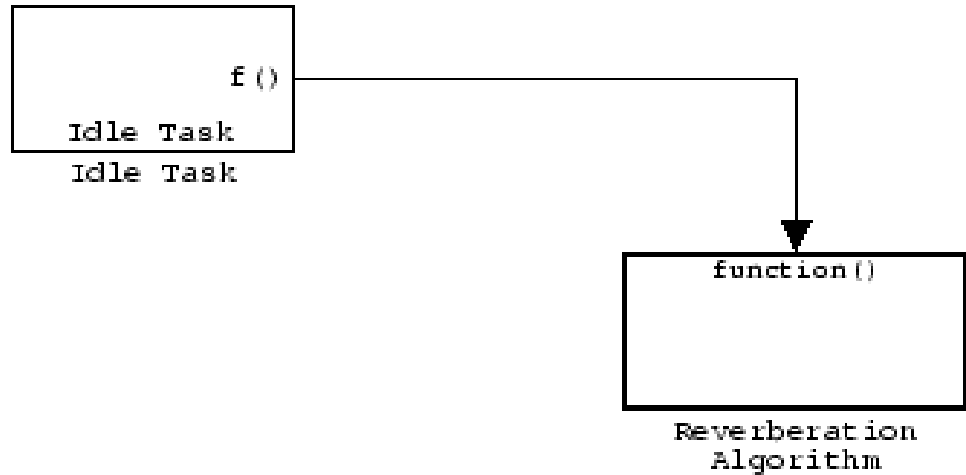 f()
Idle Task
Idle Task
function()
Reverberation
Algorithm